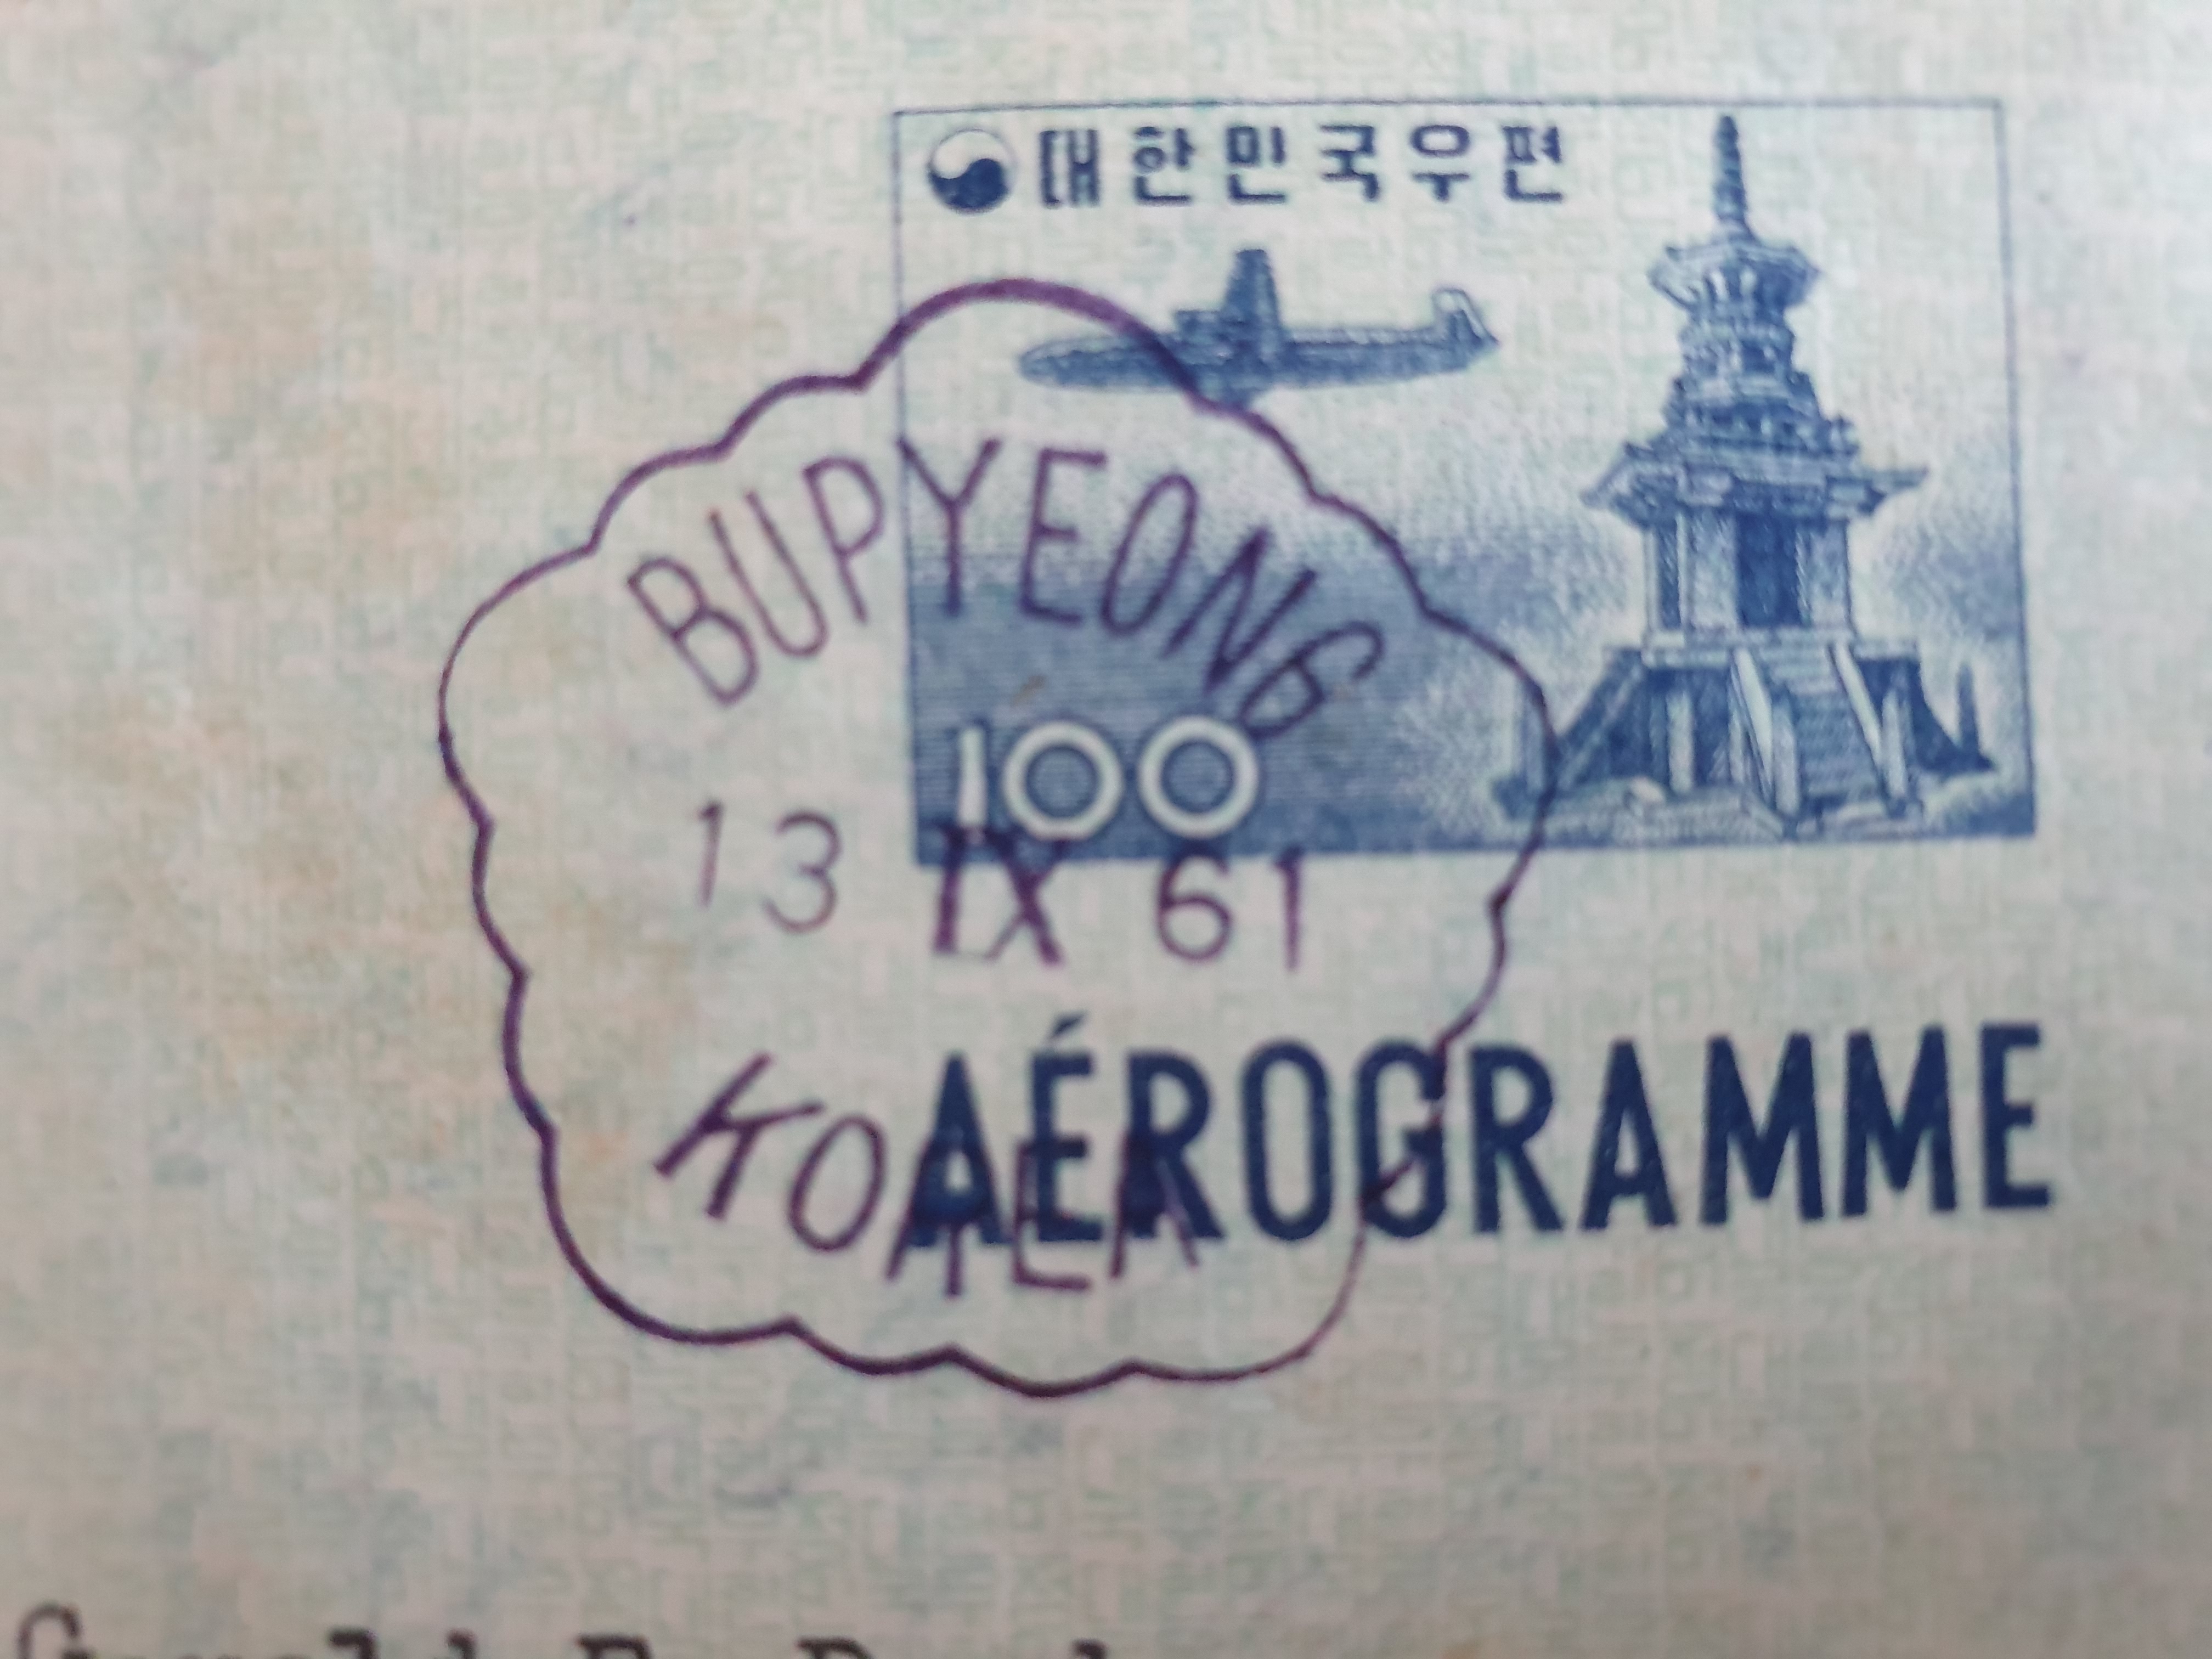 대한민국우편
BUPYEONG
100
13 IX 61
KOREA
AÉROGRAMME